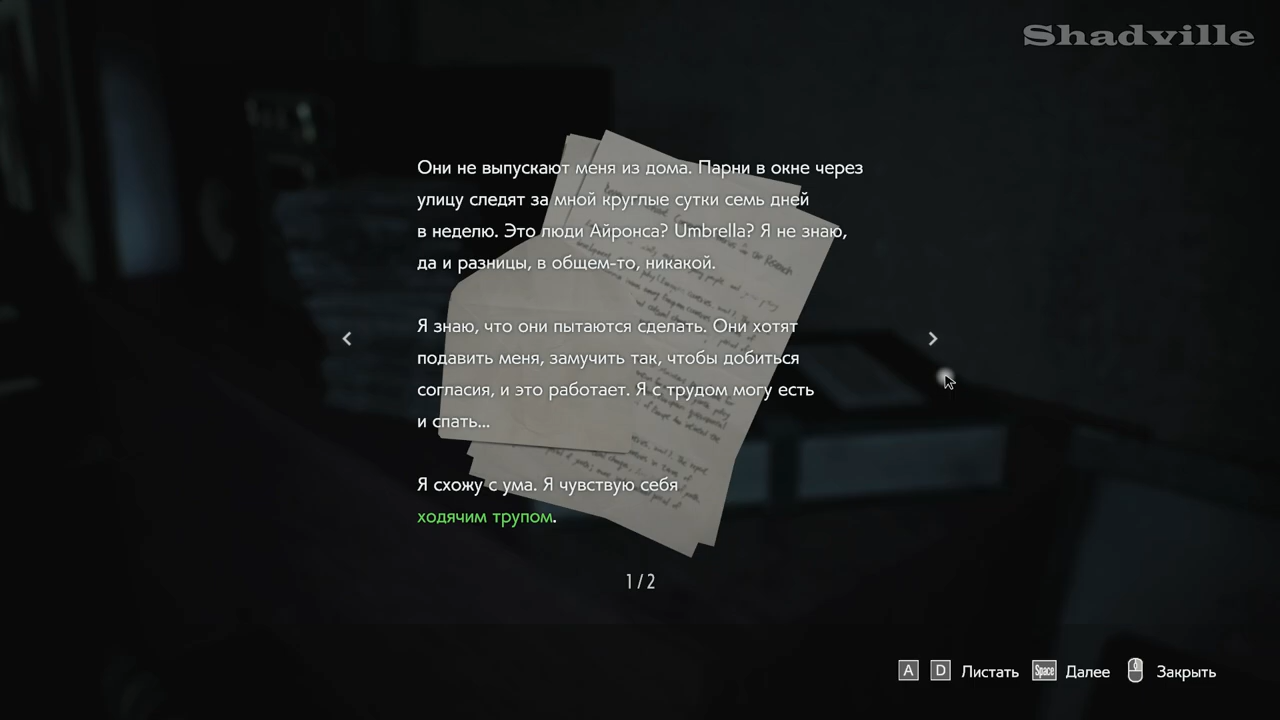 Shadville
Они не выпускают меня из дома. Парни в окне через
улицу следят за мной круглые сутки семь дней
в неделю. Это люди Айронса? Umbrella? Я не знаю,
да и разницы, в общем-то, никакой.
Я знаю, что они пытаются сделать. Они хотят
подавить меня, замучить так, чтобы добиться
согласия, и это работает. Я с трудом могу есть
и спать...
Я схожу с ума. Я чувствую себя
ходячим трупом.
1 / 2
A D Листать Space Далее Закрыть